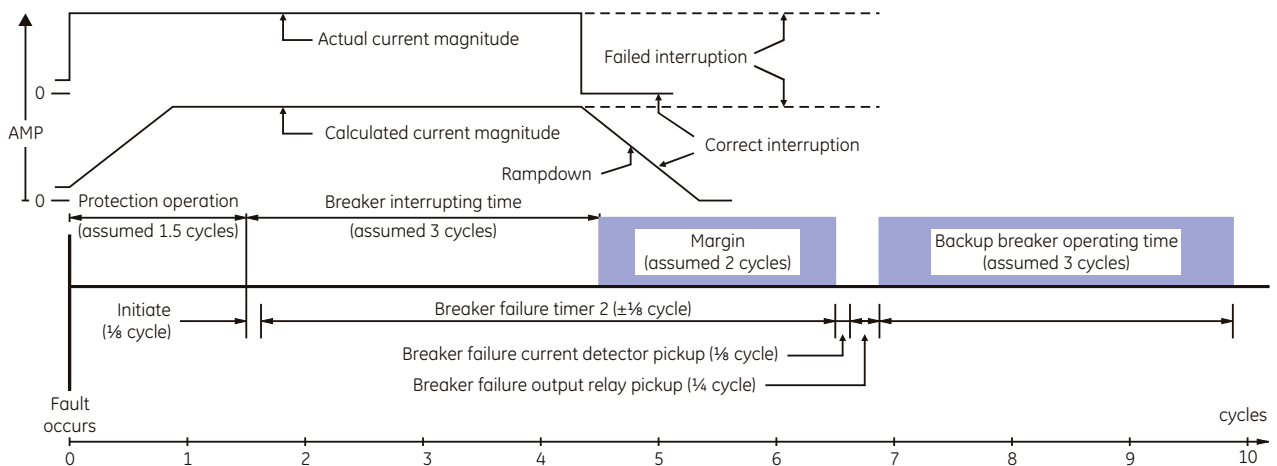 Actual current magnitude
Failed interruption
0
AMP
Calculated current magnitude
Correct interruption
Rampdown
0
Protection operation
(assumed 1.5 cycles)
Breaker interrupting time
(assumed 3 cycles)
Margin
(assumed 2 cycles)
Backup breaker operating time
(assumed 3 cycles)
Initiate
(⅛ cycle)
Breaker failure timer 2 (±⅛ cycle)
Breaker failure current detector pickup (⅛ cycle)
Breaker failure output relay pickup (¼ cycle)
Fault
occurs
cycles
0 1 2 3 4 5 6 7 8 9 10